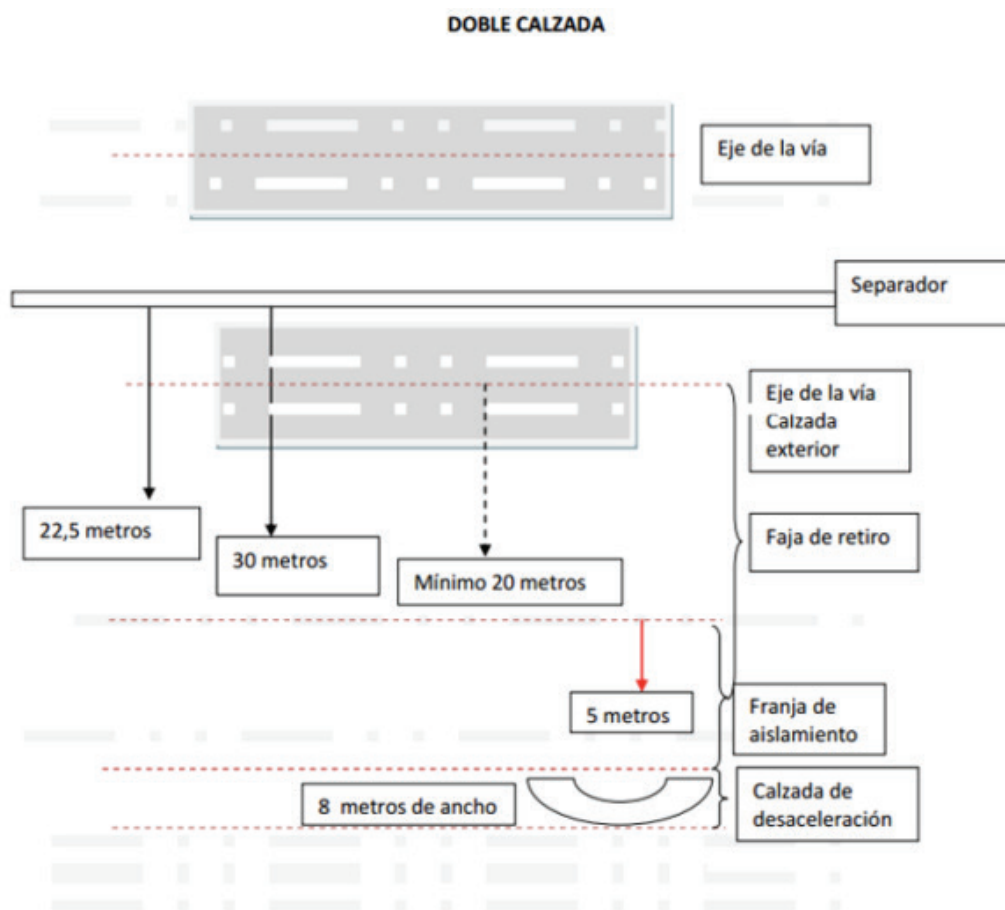 DOBLE CALZADA
Eje de la vía
Separador
Eje de la vía
Calzada
exterior
22,5 metros
30 metros
Mínimo 20 metros
Faja de retiro
5 metros
Franja de
aislamiento
8 metros de ancho
Calzada de
desaceleración